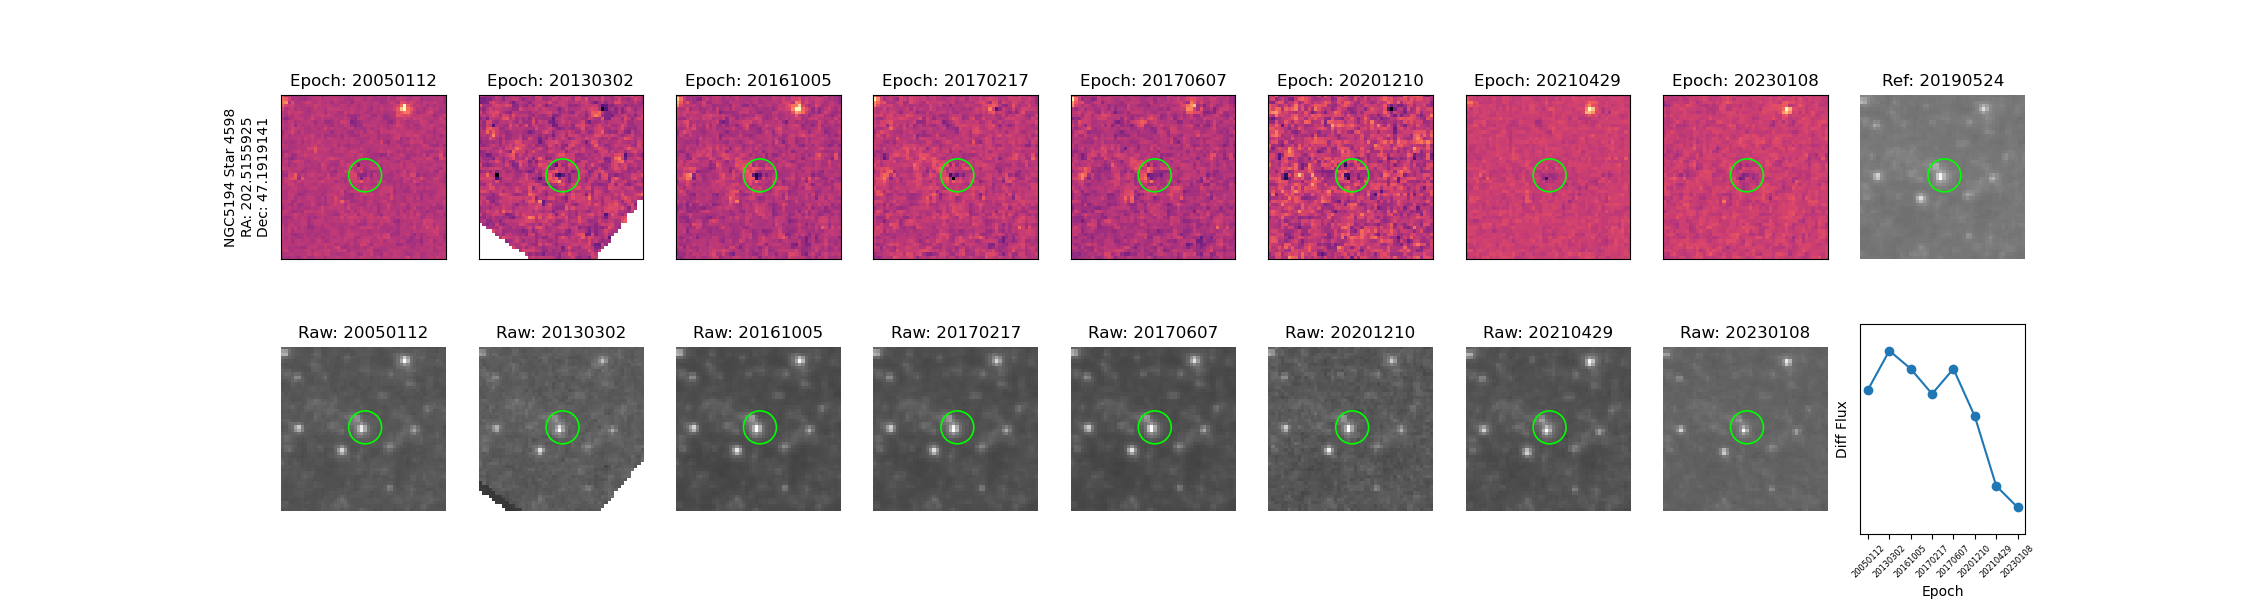 NGC5194 Star 4598
RA: 202.5155925
Dec: 47.1919141
Epoch: 20050112
Epoch: 20130302
Epoch: 20161005
Epoch: 20170217
Epoch: 20170607
Epoch: 20201210
Epoch: 20210429
Epoch: 20230108
Ref: 20190524
Raw: 20050112
Raw: 20130302
Raw: 20161005
Raw: 20170217
Raw: 20170607
Raw: 20201210
Raw: 20210429
Raw: 20230108
Diff Flux
20050112
20130302
20161005
20170217
20170607
20201210
20210429
20230108
Epoch